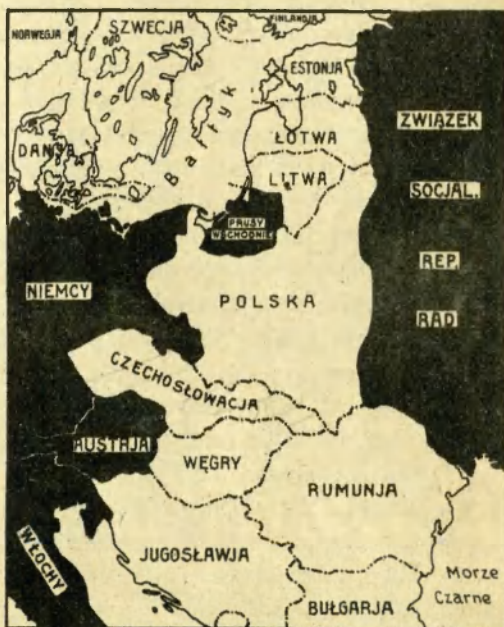 NORWEGJA
SZWECJA
FINLANDJA
ESTONJA
DANJA
Bałtyk
ŁOTWA
LITWA
ZWIĄZEK
SOCJAL.
REP.
RAD
PRUSY
WSCHODNIE
NIEMCY
POLSKA
CZECHOSŁOWACJA
AUSTRJA
WĘGRY
RUMUNJA
WŁOCHY
JUGOSŁAWJA
BUŁGARJA
Morze
Czarne